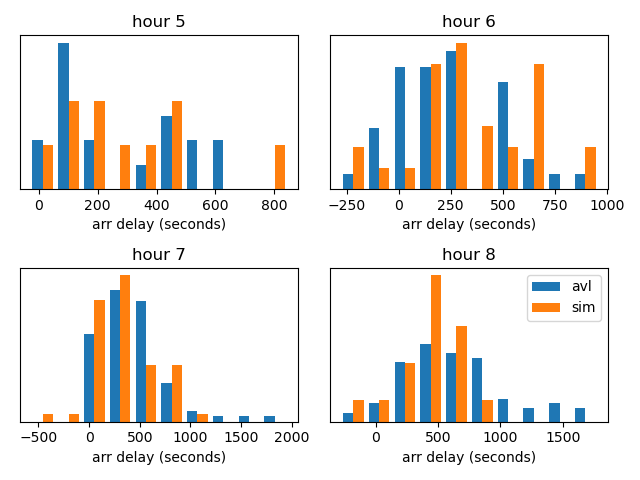 hour 5
0 200 400 600 800
arr delay (seconds)
hour 6
−250 0 250 500 750 1000
arr delay (seconds)
hour 7
−500 0 500 1000 1500 2000
arr delay (seconds)
hour 8
avl
sim
0 500 1000 1500
arr delay (seconds)